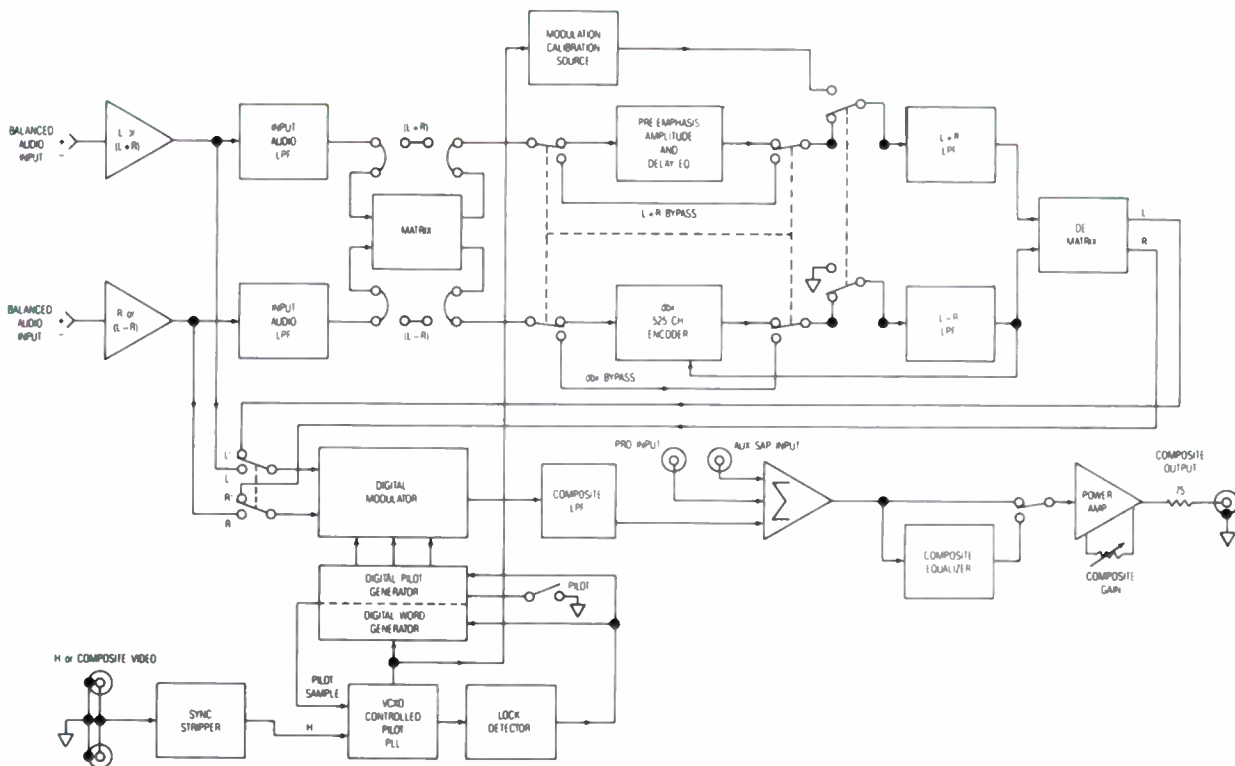 MODULATION
CALIBRATION
SOURCE
BALANCED
AUDIO
INPUT
+
-
L or
(L+R)
INPUT
AUDIO
LPF
(L+R)
PRE EMPHASIS
AMPLITUDE
AND
DELAY EQ
L+R
LPF
L+R BYPASS
MATRIX
DE
MATRIX
L
R
BALANCED
AUDIO
INPUT
+
-
R or
(L-R)
INPUT
AUDIO
LPF
(L-R)
dbx
525 CH
ENCODER
L-R
LPF
dbx BYPASS
L'
L
R'
R
DIGITAL
MODULATOR
COMPOSITE
LPF
PRO INPUT
AUX SAP INPUT
Σ
COMPOSITE
EQUALIZER
POWER
AMP
COMPOSITE
GAIN
COMPOSITE
OUTPUT
75
DIGITAL PILOT
GENERATOR
DIGITAL WORD
GENERATOR
PILOT
H or COMPOSITE VIDEO
SYNC
STRIPPER
H
PILOT
SAMPLE
VCXO
CONTROLLED
PILOT
PLL
LOCK
DETECTOR